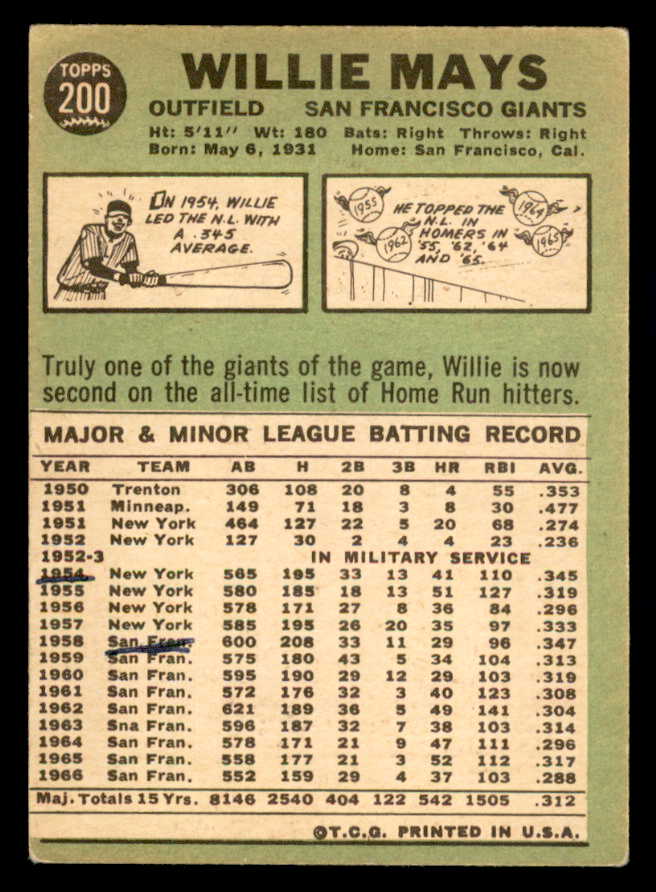 TOPPS
200
WILLIE MAYS
OUTFIELD SAN FRANCISCO GIANTS
Ht: 5'11" Wt: 180 Bats: Right Throws: Right
Born: May 6, 1931 Home: San Francisco, Cal.
IN 1954, WILLIE
LED THE N.L. WITH
A .345
AVERAGE.
HE TOPPED THE
N.L. IN
HOMERS IN
'55, '62, '64
AND '65.
1955
1962
1964
1965
Truly one of the giants of the game, Willie is now
second on the all-time list of Home Run hitters.
MAJOR & MINOR LEAGUE BATTING RECORD
YEAR TEAM AB H 2B 3B HR RBI AVG.
1950 Trenton 306 108 20 8 4 55 .353
1951 Minneap. 149 71 18 3 8 30 .477
1951 New York 464 127 22 5 20 68 .274
1952 New York 127 30 2 4 4 23 .236
1952-3 IN MILITARY SERVICE
1954 New York 565 195 33 13 41 110 .345
1955 New York 580 185 18 13 51 127 .319
1956 New York 578 171 27 8 36 84 .296
1957 New York 585 195 26 20 35 97 .333
1958 San Fran. 600 208 33 11 29 96 .347
1959 San Fran. 575 180 43 5 34 104 .313
1960 San Fran. 595 190 29 12 29 103 .319
1961 San Fran. 572 176 32 3 40 123 .308
1962 San Fran. 621 189 36 5 49 141 .304
1963 Sna Fran. 596 187 32 7 38 103 .314
1964 San Fran. 578 171 21 9 47 111 .296
1965 San Fran. 558 177 21 3 52 112 .317
1966 San Fran. 552 159 29 4 37 103 .288
Maj. Totals 15 Yrs. 8146 2540 404 122 542 1505 .312
©T.C.G. PRINTED IN U.S.A.